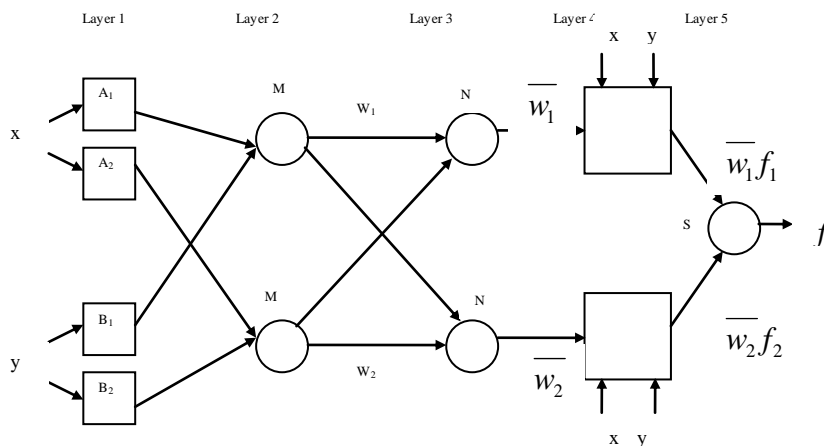 Layer 1 Layer 2 Layer 3 Layer 4 Layer 5
x y
M N
A₁ W₁ w̅₁
x
A₂ w̅₁f₁
S f
M N
B₁ w̅₂f₂
y W₂ w̅₂
B₂
x y